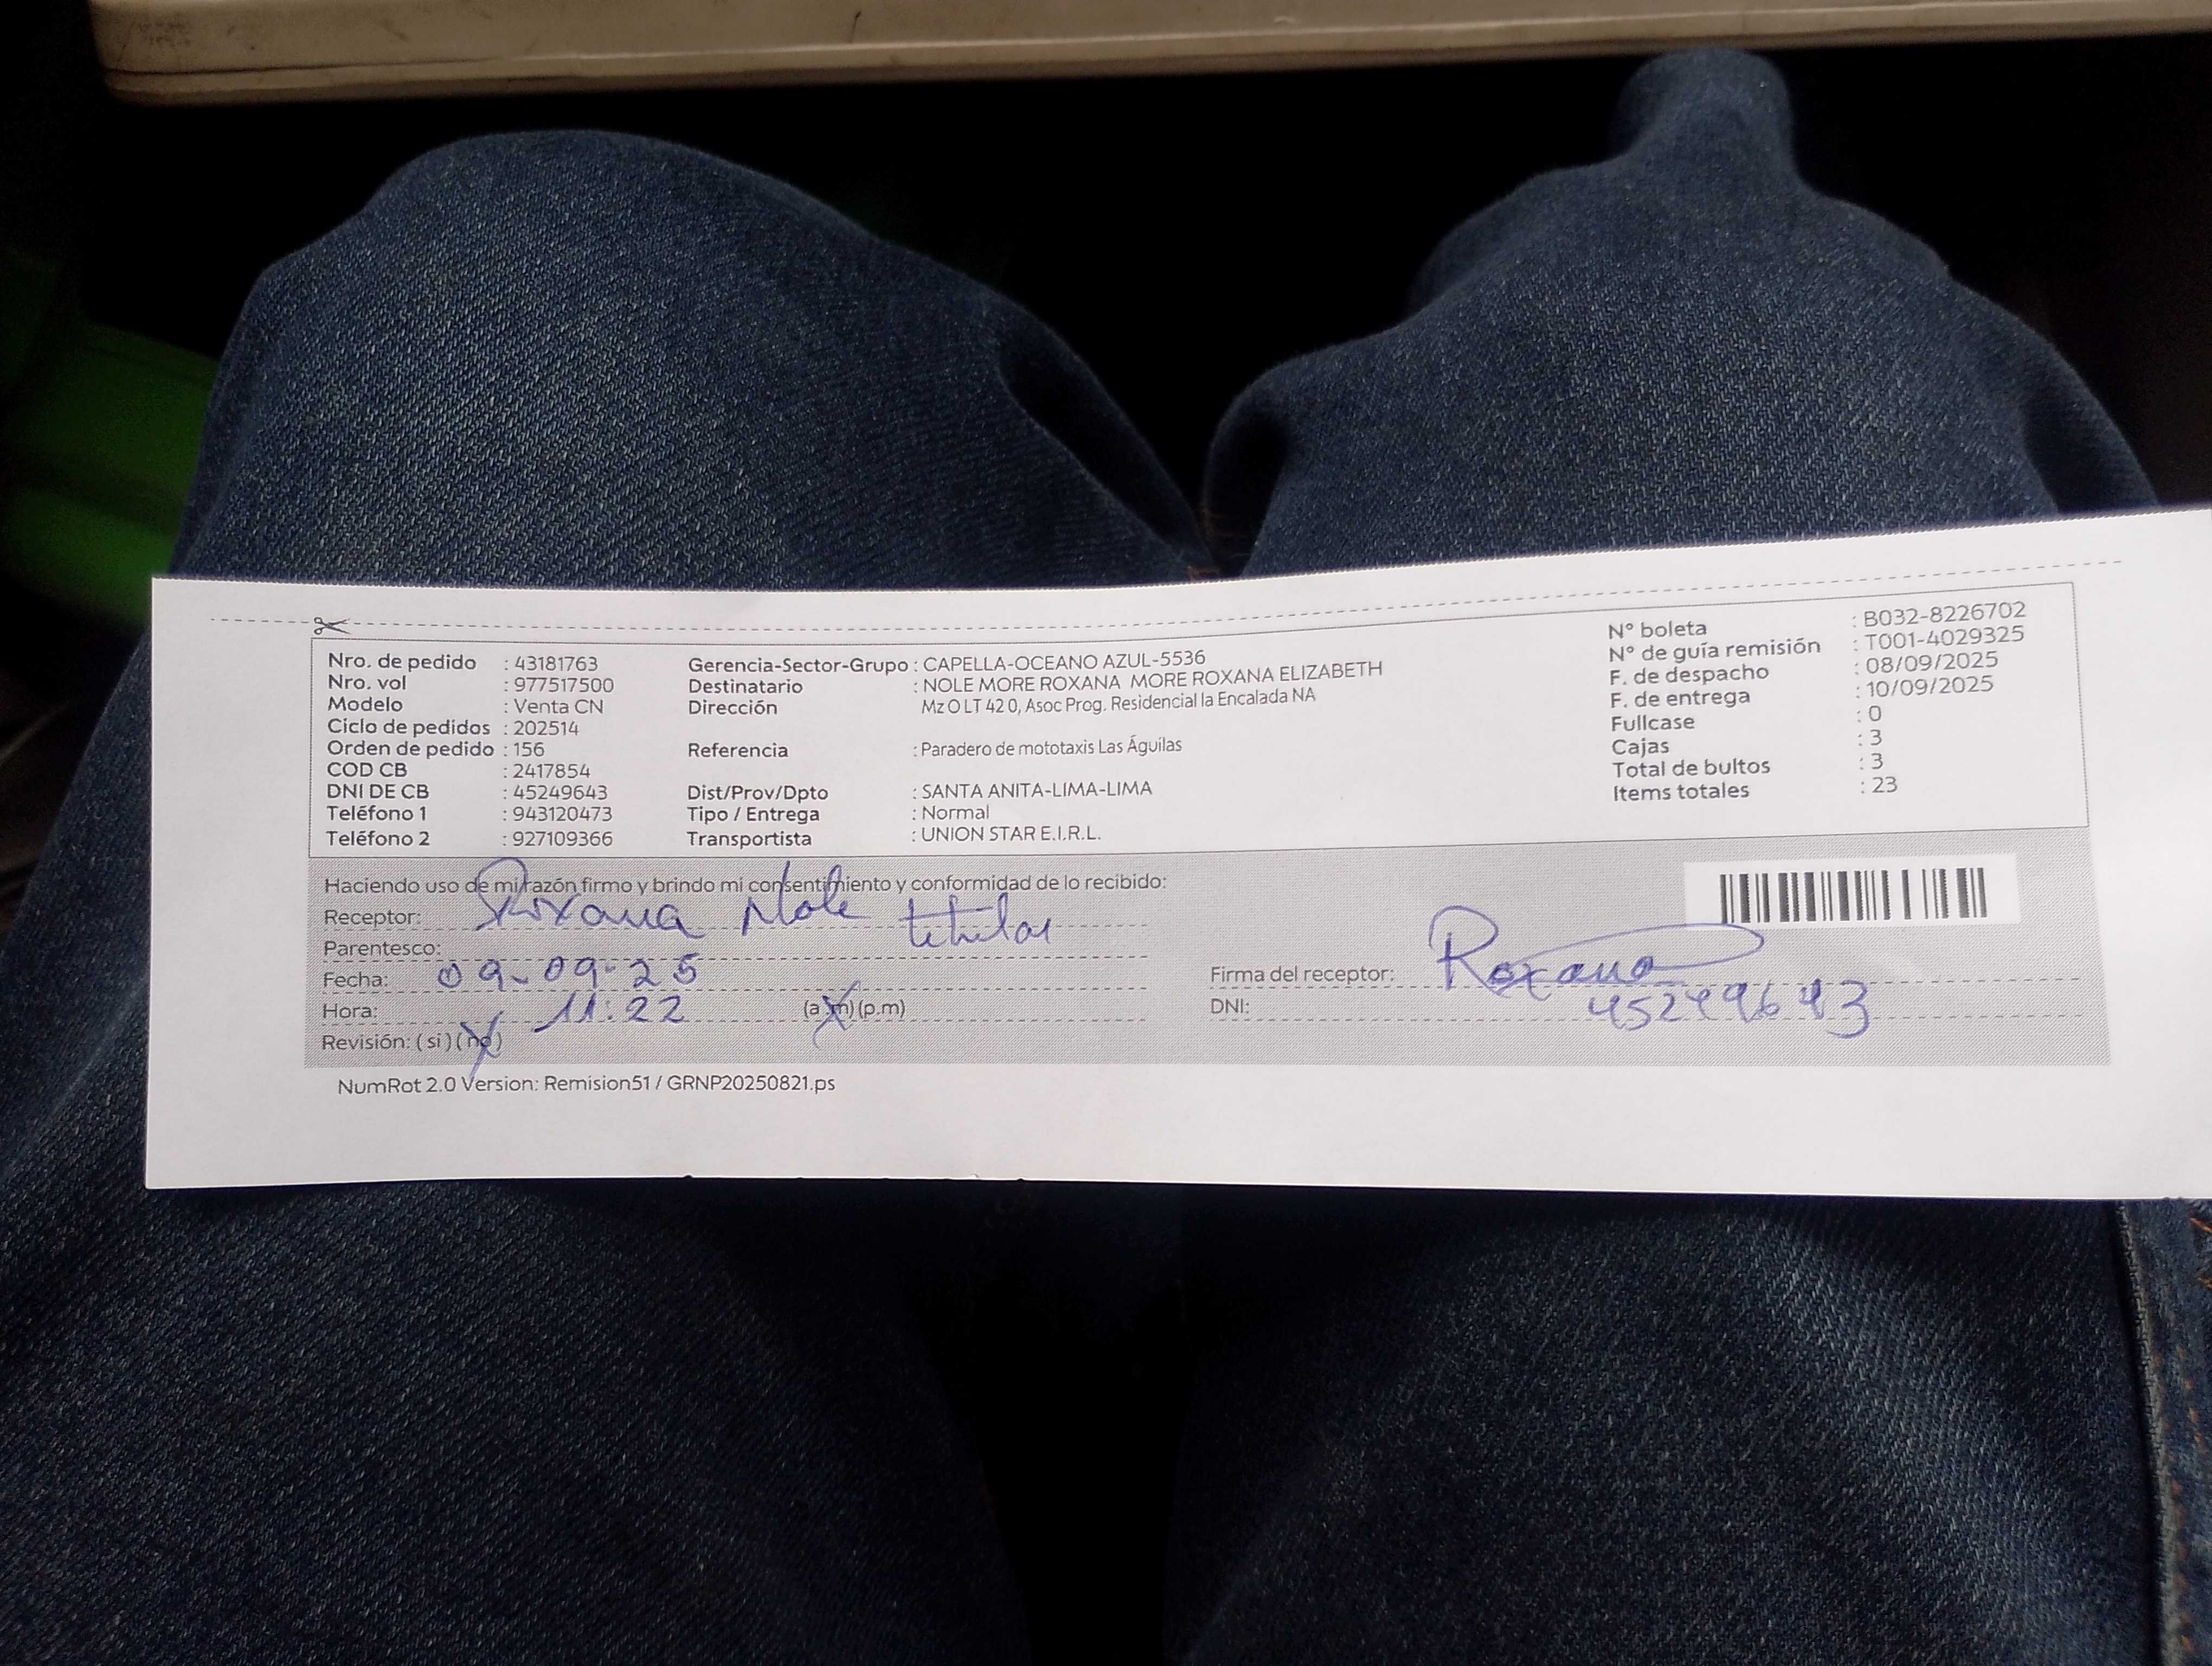 Nro. de pedido : 43181763
Nro. vol : 977517500
Modelo : Venta CN
Ciclo de pedidos : 202514
Orden de pedido : 156
COD CB : 2417854
DNI DE CB : 45249643
Teléfono 1 : 943120473
Teléfono 2 : 927109366
Gerencia-Sector-Grupo : CAPELLA-OCEANO AZUL-5536
Destinatario : NOLE MORE ROXANA MORE ROXANA ELIZABETH
Dirección Mz O LT 42 0, Asoc Prog. Residencial la Encalada NA
Referencia : Paradero de mototaxis Las Águilas
Dist/Prov/Dpto : SANTA ANITA-LIMA-LIMA
Tipo / Entrega : Normal
Transportista : UNION STAR E.I.R.L.
N° boleta : B032-8226702
N° de guía remisión : T001-4029325
F. de despacho : 08/09/2025
F. de entrega : 10/09/2025
Fullcase : 0
Cajas : 3
Total de bultos : 3
Items totales : 23
Haciendo uso de mi razón firmo y brindo mi consentimiento y conformidad de lo recibido:
Receptor: Roxana Nole titular
Parentesco:
Fecha: 09-09-25
Hora: 11:22 (a.m)(p.m)
Revisión: (si)(no)
Firma del receptor: Roxana
DNI: 45249643
NumRot 2.0 Version: Remision51 / GRNP20250821.ps